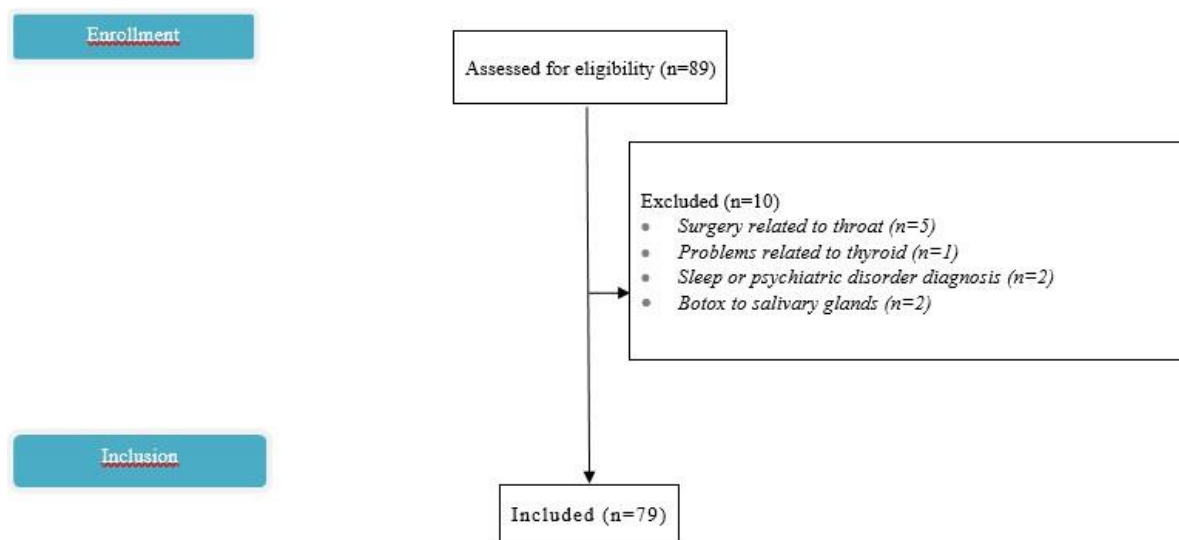 Enrollment
Assessed for eligibility (n=89)
Excluded (n=10)
● Surgery related to throat (n=5)
● Problems related to thyroid (n=1)
● Sleep or psychiatric disorder diagnosis (n=2)
● Botox to salivary glands (n=2)
Inclusion
Included (n=79)